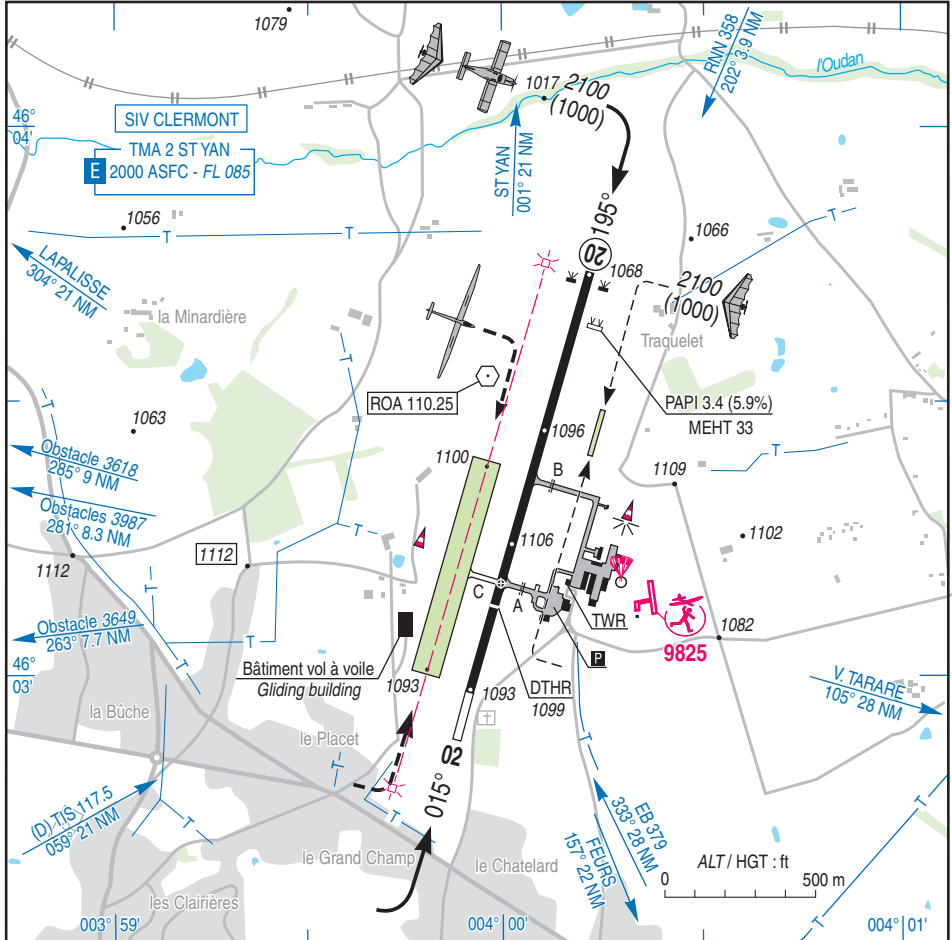 1079
RNN 358
202° 3.9 NM
l'Oudan
46°
04'
SIV CLERMONT
TMA 2 ST YAN
E
2000 ASFC - FL 085
1017
2100
(1000)
ST YAN
001° 21 NM
1056
T
T
T
T
LAPALISSE
304° 21 NM
195°
20
1066
1068
2100
(1000)
la Minardière
Traquelet
T
T
ROA 110.25
PAPI 3.4 (5.9%)
MEHT 33
1063
1096
Obstacle 3618
285° 9 NM
1100
B
1109
T
Obstacles 3987
281° 8.3 NM
T
1112
1112
1106
1102
T
C
A
TWR
1082
9825
Obstacle 3649
263° 7.7 NM
T
T
P
46°
03'
Bâtiment vol à voile
Gliding building
1093
1093
DTHR
1099
V. TARARE
105° 28 NM
la Bûche
le Placet
02
T
T
T
(D) TIS 117.5
059° 21 NM
T
015°
T
T
EB 379
333° 28 NM
FEURS
157° 22 NM
le Grand Champ
le Chatelard
ALT / HGT : ft
0
500 m
les Clairières
003° 59'
004° 00'
004° 01'